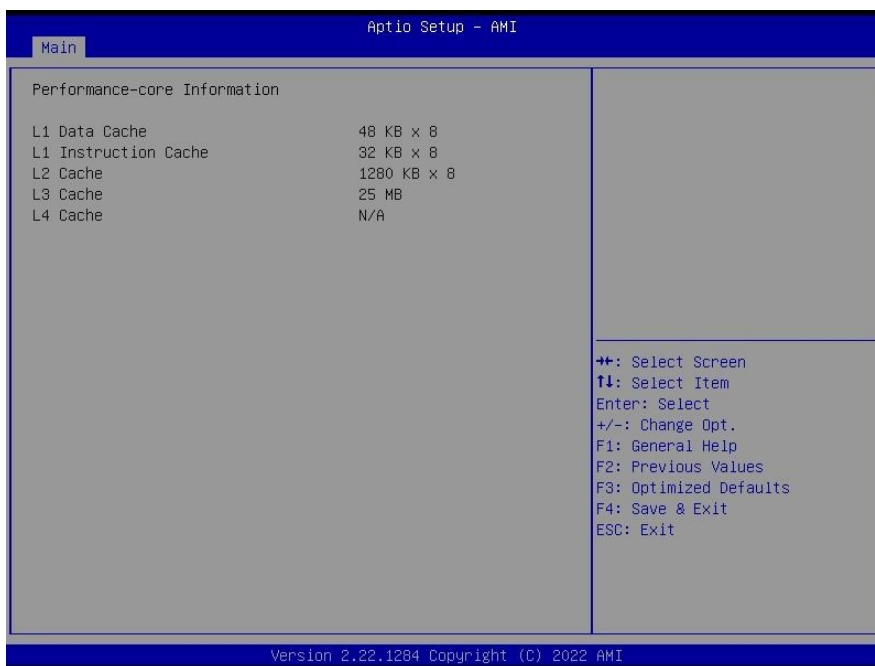 Aptio Setup – AMI
Main
Performance-core Information
L1 Data Cache 48 KB x 8
L1 Instruction Cache 32 KB x 8
L2 Cache 1280 KB x 8
L3 Cache 25 MB
L4 Cache N/A
→←: Select Screen
↑↓: Select Item
Enter: Select
+/-: Change Opt.
F1: General Help
F2: Previous Values
F3: Optimized Defaults
F4: Save & Exit
ESC: Exit
Version 2.22.1284 Copyright (C) 2022 AMI